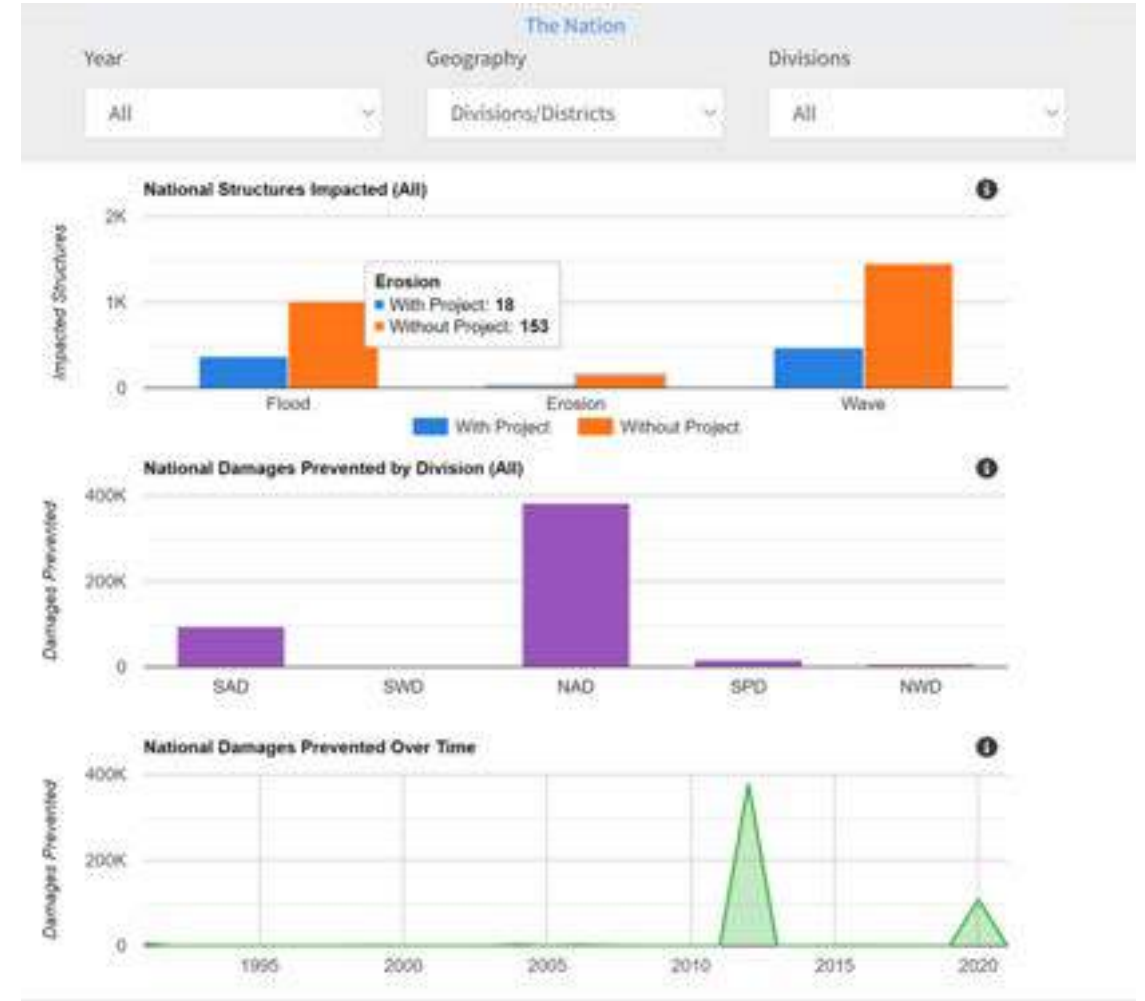 The Nation
Year Geography Divisions
All Divisions/Districts All
National Structures Impacted (All)
Impacted Structures
2K
1K
0
Erosion
With Project: 18
Without Project: 153
Flood Erosion Wave
With Project Without Project
National Damages Prevented by Division (All)
Damages Prevented
400K
200K
0
SAD SWD NAD SPD NWD
National Damages Prevented Over Time
Damages Prevented
400K
200K
0
1995 2000 2005 2010 2015 2020